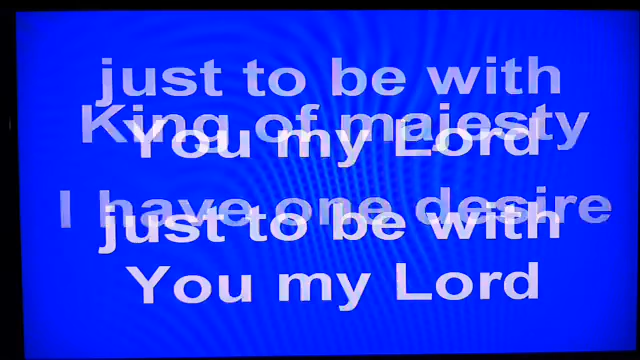 just to be with
King of majesty
You my Lord
I have one desire
just to be with
You my Lord